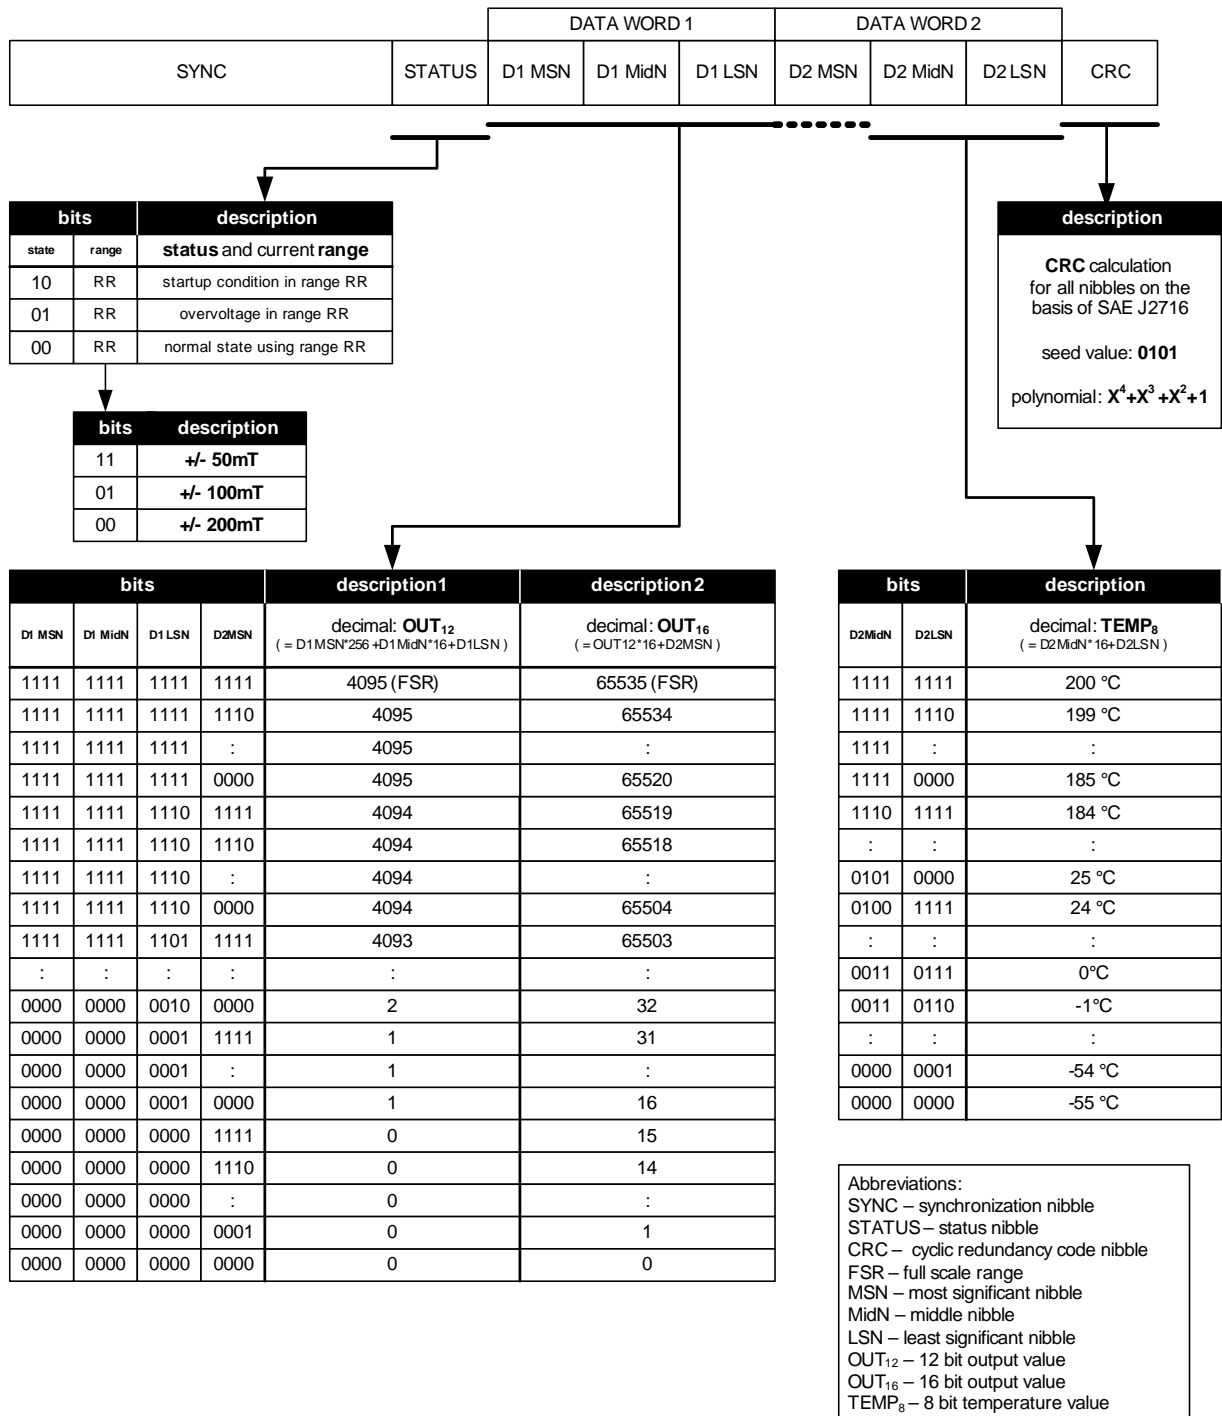 DATA WORD 1 DATA WORD 2
SYNC STATUS D1 MSN D1 MidN D1 LSN D2 MSN D2 MidN D2 LSN CRC
bits description
state range status and current range
10 RR startup condition in range RR
01 RR overvoltage in range RR
00 RR normal state using range RR
bits description
11 +/- 50mT
01 +/- 100mT
00 +/- 200mT
description
CRC calculation
for all nibbles on the
basis of SAE J2716
seed value: 0101
polynomial: X⁴+X³+X²+1
bits description1 description2
D1 MSN D1 MidN D1LSN D2MSN decimal: OUT₁₂ decimal: OUT₁₆
( = D1MSN*256 +D1MidN*16+D1LSN ) ( =OUT12*16+D2MSN )
1111 1111 1111 1111 4095 (FSR) 65535 (FSR)
1111 1111 1111 1110 4095 65534
1111 1111 1111 : 4095 :
1111 1111 1111 0000 4095 65520
1111 1111 1110 1111 4094 65519
1111 1111 1110 1110 4094 65518
1111 1111 1110 : 4094 :
1111 1111 1110 0000 4094 65504
1111 1111 1101 1111 4093 65503
: : : : : :
0000 0000 0010 0000 2 32
0000 0000 0001 1111 1 31
0000 0000 0001 : 1 :
0000 0000 0001 0000 1 16
0000 0000 0000 1111 0 15
0000 0000 0000 1110 0 14
0000 0000 0000 : 0 :
0000 0000 0000 0001 0 1
0000 0000 0000 0000 0 0
bits description
D2MidN D2LSN decimal: TEMP₈
( = D2MidN*16+D2LSN )
1111 1111 200 °C
1111 1110 199 °C
1111 : :
1111 0000 185 °C
1110 1111 184 °C
: : :
0101 0000 25 °C
0100 1111 24 °C
: : :
0011 0111 0°C
0011 0110 -1°C
: : :
0000 0001 -54 °C
0000 0000 -55 °C
Abbreviations:
SYNC – synchronization nibble
STATUS – status nibble
CRC – cyclic redundancy code nibble
FSR – full scale range
MSN – most significant nibble
MidN – middle nibble
LSN – least significant nibble
OUT₁₂ – 12 bit output value
OUT₁₆ – 16 bit output value
TEMP₈ – 8 bit temperature value